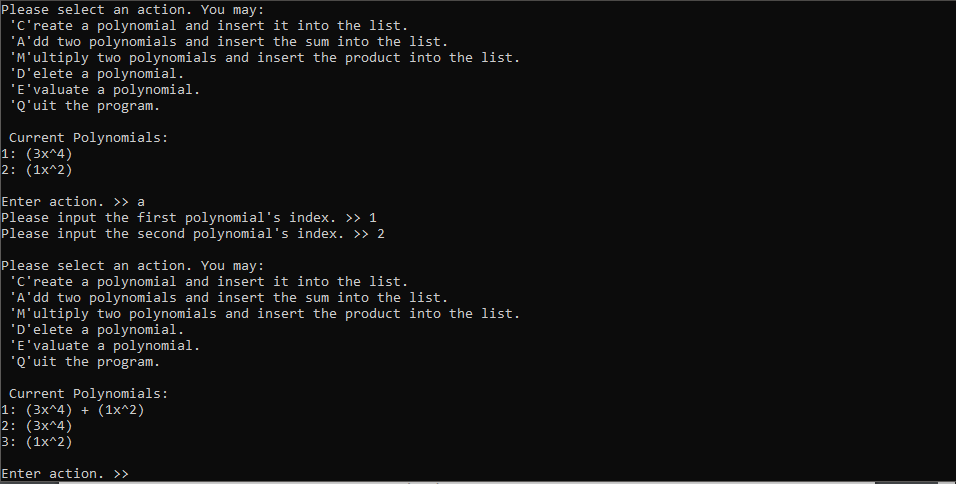 Please select an action. You may:
'C'reate a polynomial and insert it into the list.
'A'dd two polynomials and insert the sum into the list.
'M'ultiply two polynomials and insert the product into the list.
'D'elete a polynomial.
'E'valuate a polynomial.
'Q'uit the program.
Current Polynomials:
1: (3x^4)
2: (1x^2)
Enter action. >> a
Please input the first polynomial's index. >> 1
Please input the second polynomial's index. >> 2
Please select an action. You may:
'C'reate a polynomial and insert it into the list.
'A'dd two polynomials and insert the sum into the list.
'M'ultiply two polynomials and insert the product into the list.
'D'elete a polynomial.
'E'valuate a polynomial.
'Q'uit the program.
Current Polynomials:
1: (3x^4) + (1x^2)
2: (3x^4)
3: (1x^2)
Enter action. >>